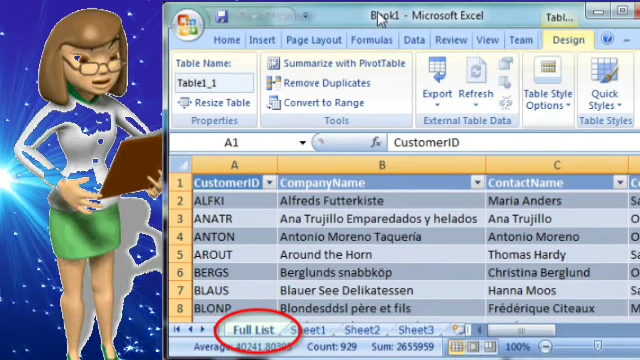 Book1 - Microsoft Excel
Tabl...
Home Insert Page Layout Formulas Data Review View Team Design
Table Name:
Table1_1
Resize Table
Properties
Summarize with PivotTable
Remove Duplicates
Convert to Range
Tools
Export Refresh
External Table Data
Table Style
Options
Quick
Styles
Table Styles
A1 fx CustomerID
A B C
1 CustomerID CompanyName ContactName
2 ALFKI Alfreds Futterkiste Maria Anders
3 ANATR Ana Trujillo Emparedados y helados Ana Trujillo
4 ANTON Antonio Moreno Taquería Antonio Moreno
5 AROUT Around the Horn Thomas Hardy
6 BERGS Berglunds snabbköp Christina Berglund
7 BLAUS Blauer See Delikatessen Hanna Moos
8 BLONP Blondesddsl père et fils Frédérique Citeaux
Full List Sheet1 Sheet2 Sheet3
Average: 40241.80303 Count: 929 Sum: 2655959 100%